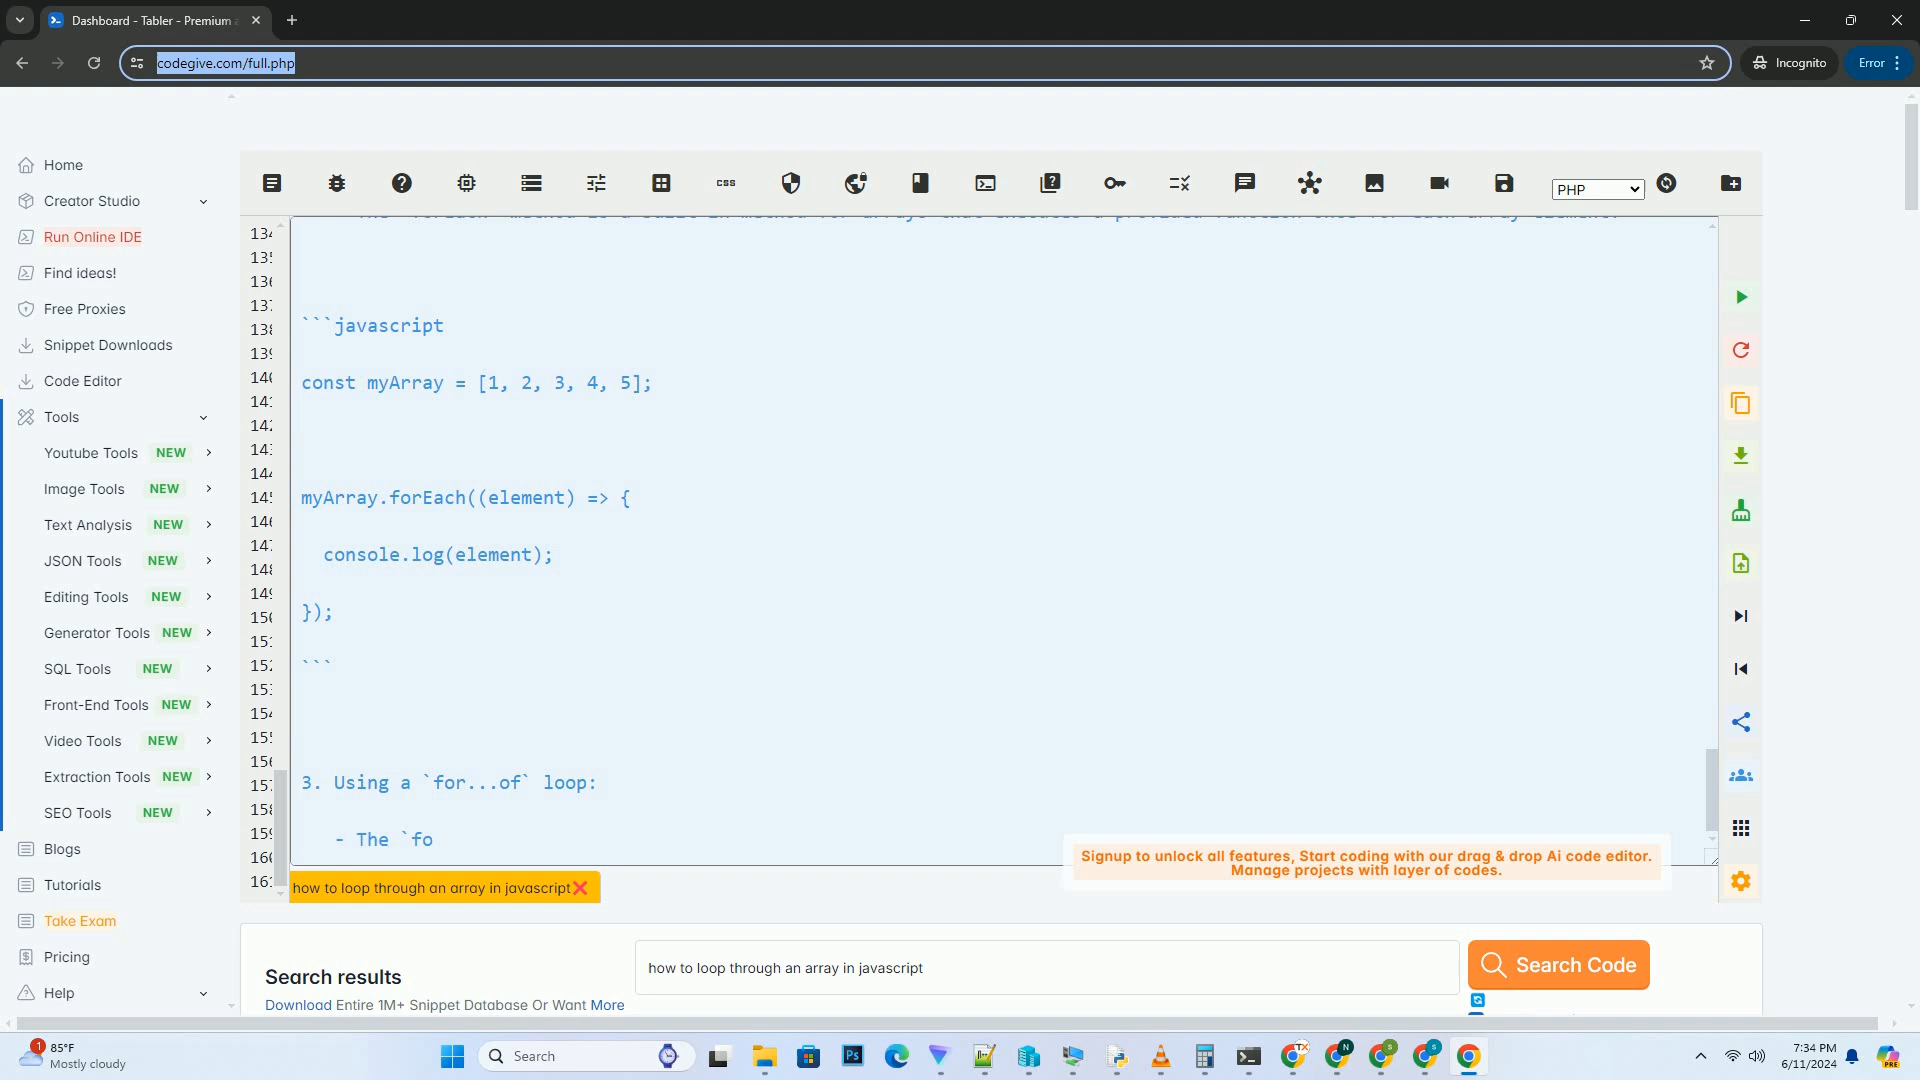 Dashboard - Tabler - Premium
codegive.com/full.php
Incognito
Error
Home
Creator Studio
Run Online IDE
Find ideas!
Free Proxies
Snippet Downloads
Code Editor
Tools
Youtube Tools NEW
Image Tools NEW
Text Analysis NEW
JSON Tools NEW
Editing Tools NEW
Generator Tools NEW
SQL Tools NEW
Front-End Tools NEW
Video Tools NEW
Extraction Tools NEW
SEO Tools NEW
Blogs
Tutorials
Take Exam
Pricing
Help
css
PHP
```javascript
const myArray = [1, 2, 3, 4, 5];
myArray.forEach((element) => {
console.log(element);
});
```
3. Using a `for...of` loop:
- The `fo
Signup to unlock all features, Start coding with our drag & drop Ai code editor.
Manage projects with layer of codes.
how to loop through an array in javascript
Search results
how to loop through an array in javascript
Search Code
Download Entire 1M+ Snippet Database Or Want More
1
85°F
Mostly cloudy
Search
7:34 PM
6/11/2024